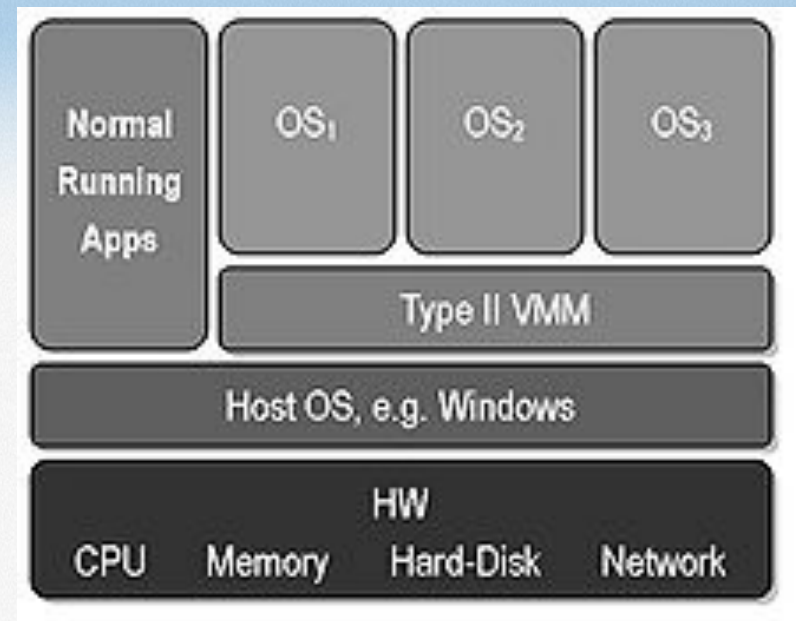 Normal
Running
Apps
OS₁
OS₂
OS₃
Type II VMM
Host OS, e.g. Windows
HW
CPU Memory Hard-Disk Network